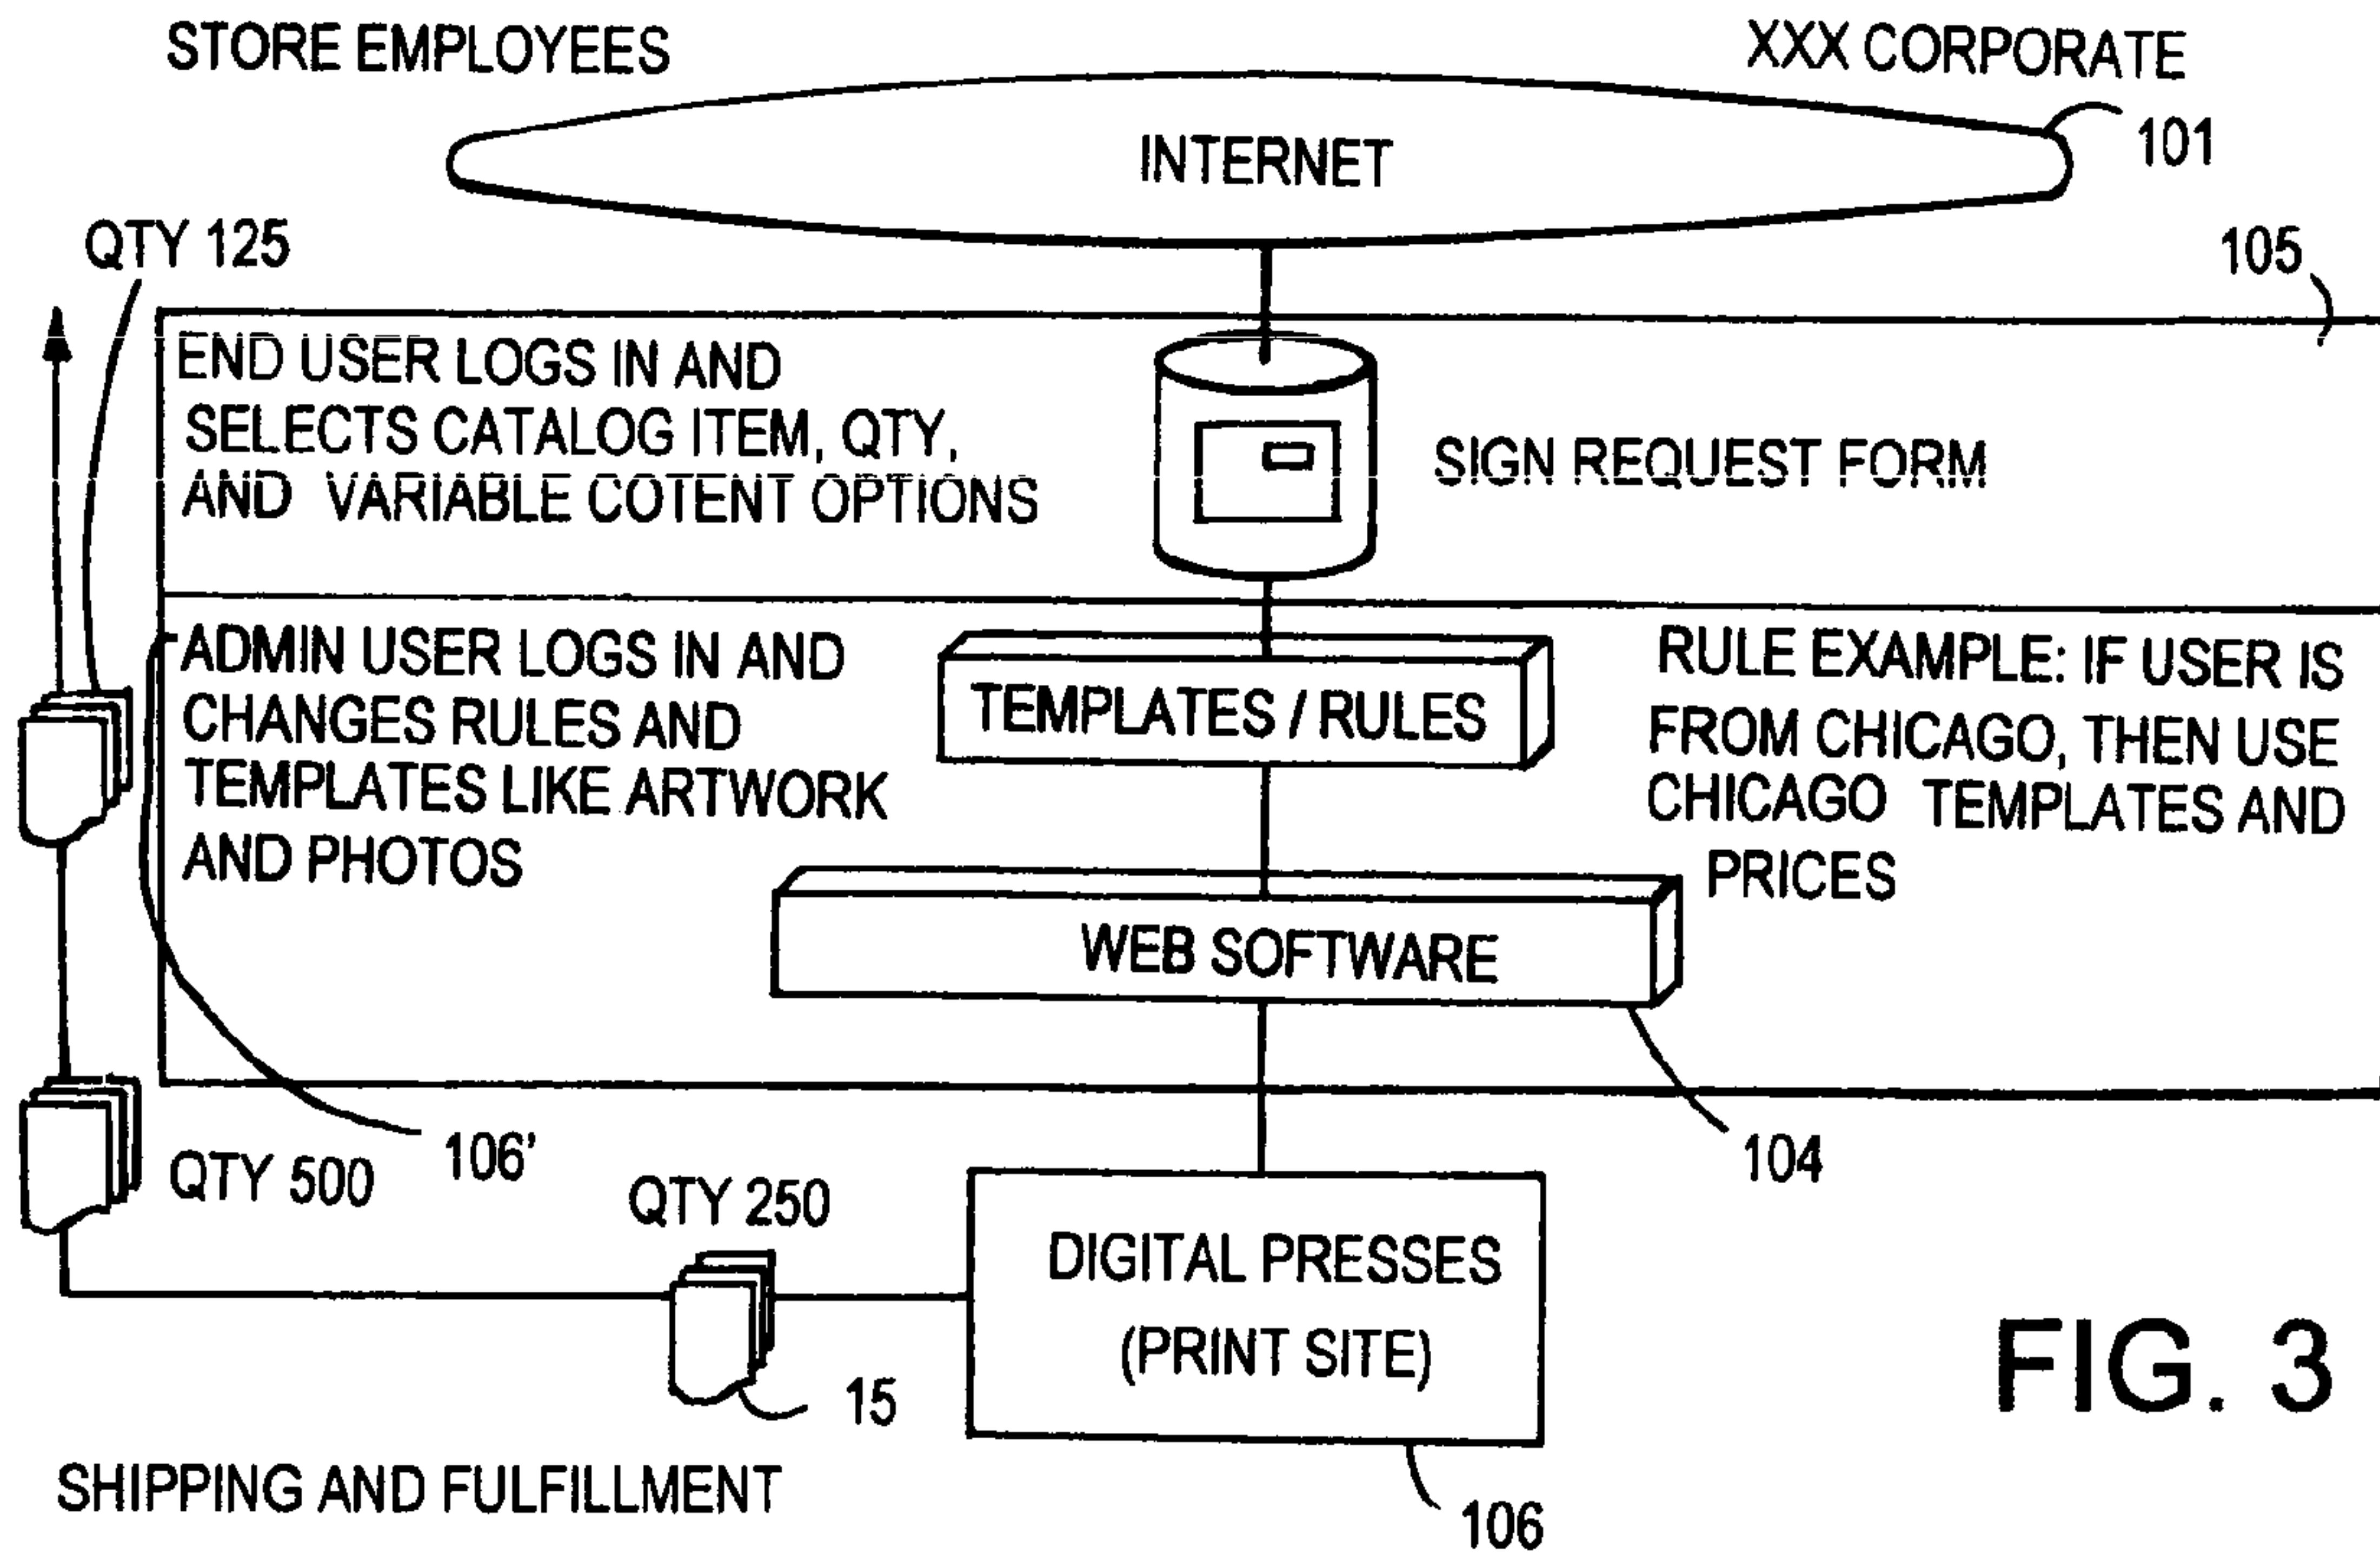 STORE EMPLOYEES
XXX CORPORATE
INTERNET
101
QTY 125
105
END USER LOGS IN AND
SELECTS CATALOG ITEM, QTY,
AND VARIABLE COTENT OPTIONS
SIGN REQUEST FORM
ADMIN USER LOGS IN AND
CHANGES RULES AND
TEMPLATES LIKE ARTWORK
AND PHOTOS
TEMPLATES / RULES
RULE EXAMPLE: IF USER IS
FROM CHICAGO, THEN USE
CHICAGO TEMPLATES AND
PRICES
WEB SOFTWARE
104
106'
QTY 500
QTY 250
DIGITAL PRESSES
(PRINT SITE)
15
FIG. 3
SHIPPING AND FULFILLMENT
106